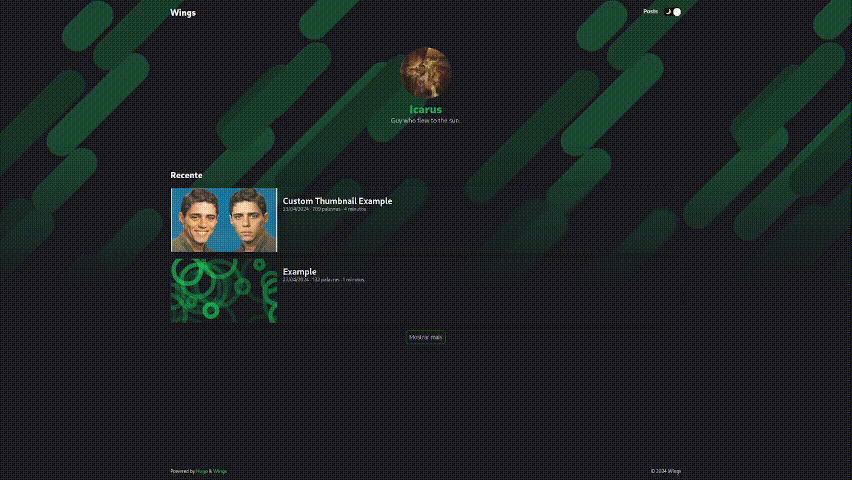 Wings
Posts
Icarus
Guy who flew to the sun.
Recente
Custom Thumbnail Example
23/04/2024 · 709 palavras · 4 minutos
Example
23/04/2024 · 132 palavras · 1 minutos
Mostrar mais
Powered by Hugo & Wings
© 2024 Wings